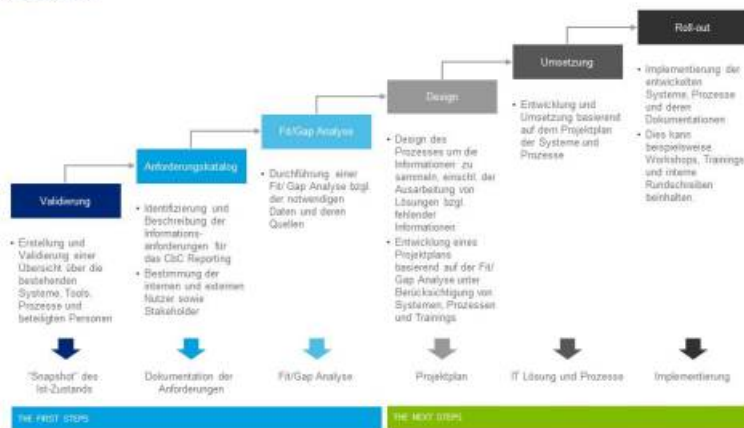 Roll-out
Umsetzung
• Implementierung der
entwickelten
Systeme, Prozesse
und deren
Dokumentationen
• Dies kann
beispielsweise
Workshops, Trainings
und interne
Rundschreiben
beinhalten
Design
• Entwicklung und
Umsetzung basierend
auf dem Projektplan
der Systeme und
Prozesse
Fit/Gap Analyse
• Design des
Prozesses um die
Informationen zu
sammeln, einschl. der
Ausarbeitung von
Lösungen bzgl.
fehlender
Informationen
• Entwicklung eines
Projektplans
basierend auf der Fit/
Gap Analyse unter
Berücksichtigung von
Systemen, Prozessen
und Trainings
Anforderungskatalog
• Durchführung einer
Fit/ Gap Analyse bzgl.
der notwendigen
Daten und deren
Quellen
Validierung
• Identifizierung und
Beschreibung der
Informations-
anforderungen für
das CbC Reporting
• Bestimmung der
internen und externen
Nutzer sowie
Stakeholder
• Erstellung und
Validierung einer
Übersicht über die
bestehenden
Systeme, Tools,
Prozesse und
beteiligten Personen
"Snapshot" des
Ist-Zustands
Dokumentation der
Anforderungen
Fit/Gap Analyse
Projektplan
IT Lösung und Prozesse
Implementierung
THE FIRST STEPS
THE NEXT STEPS